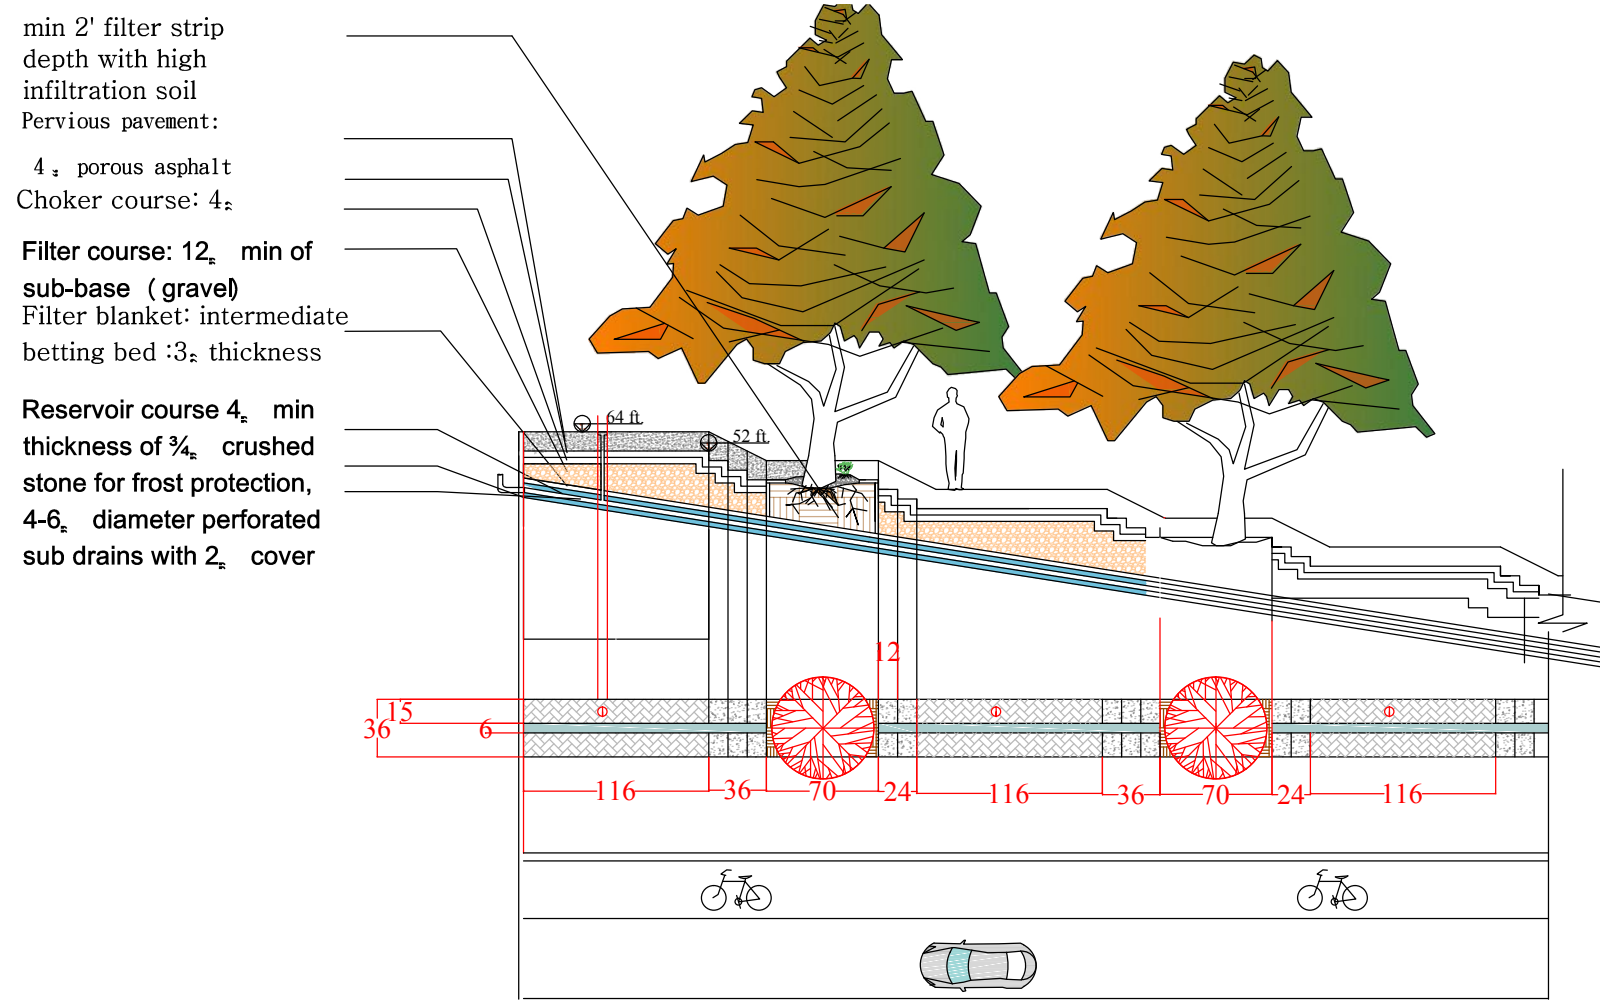 min 2' filter strip
depth with high
infiltration soil
Pervious pavement:
4 porous asphalt
Choker course: 4
Filter course: 12 min of
sub-base ( gravel)
Filter blanket: intermediate
betting bed :3 thickness
Reservoir course 4 min
thickness of ¾ crushed
stone for frost protection,
4-6 diameter perforated
sub drains with 2 cover
64 ft.
52 ft.
12
15
36
6
116
36
70
24
116
36
70
24
116